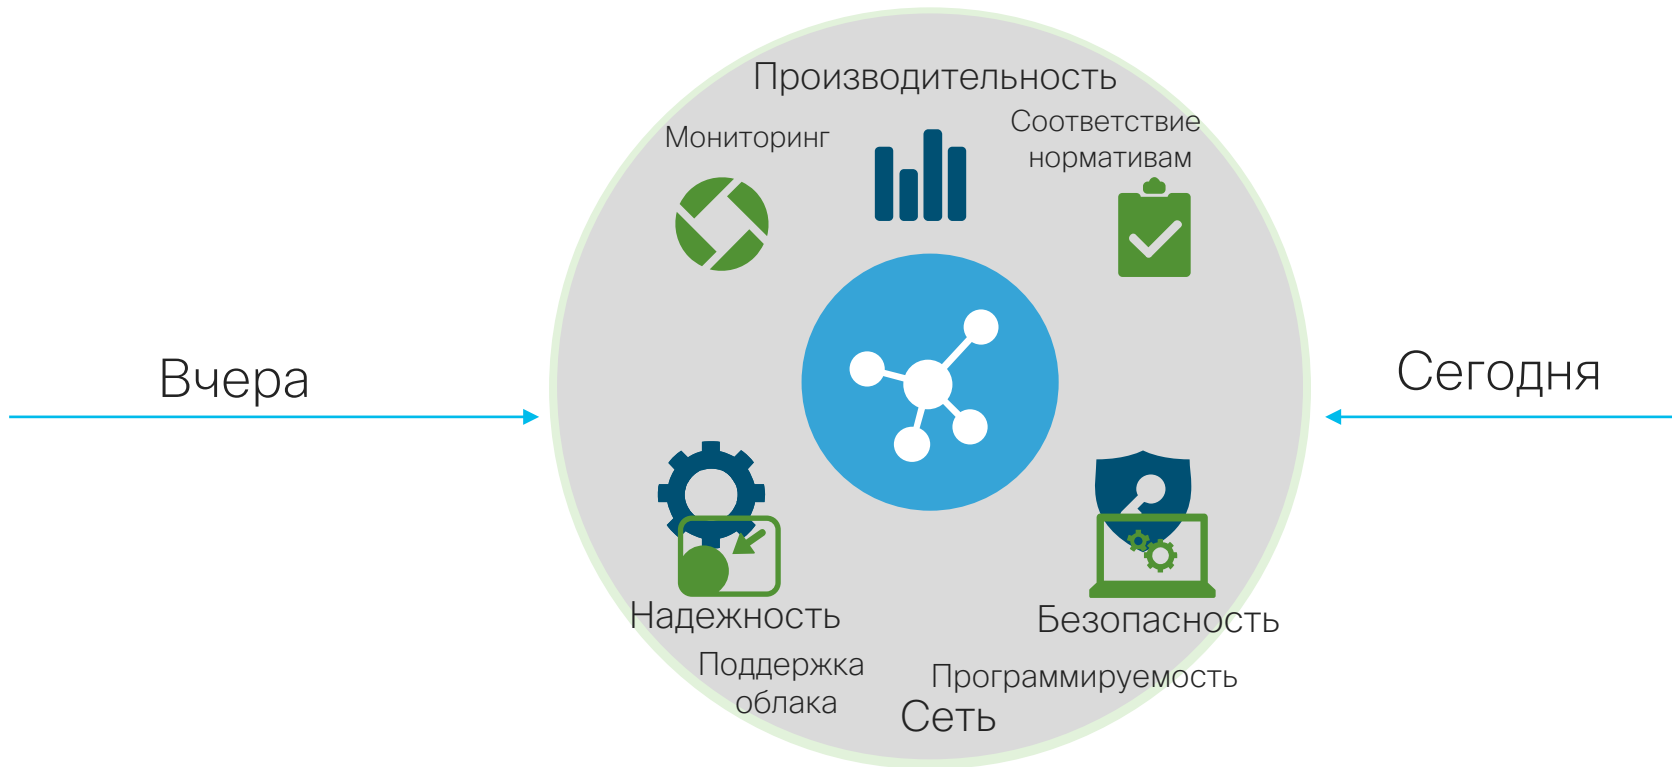 Производительность
Мониторинг
Соответствие
нормативам
Вчера
Сегодня
Надежность
Безопасность
Поддержка
облака
Программируемость
Сеть